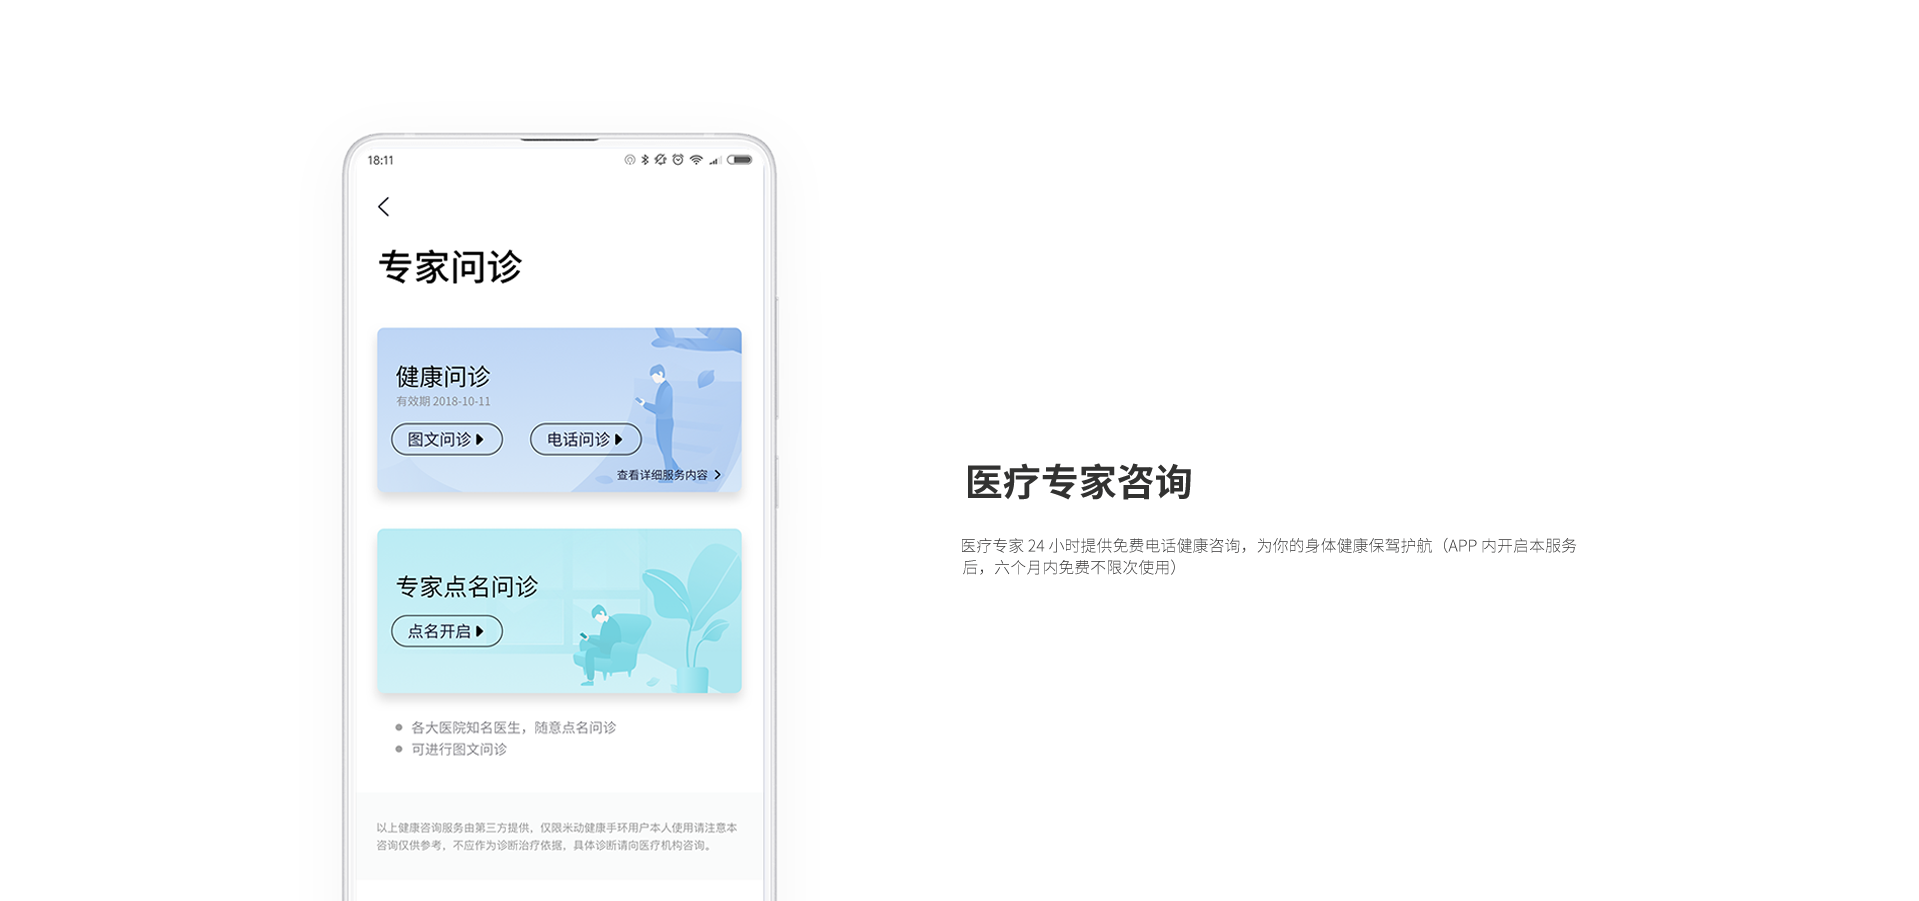 18:11
专家问诊
健康问诊
有效期 2018-10-11
图文问诊
电话问诊
查看详细服务内容
专家点名问诊
点名开启
各大医院知名医生，随意点名问诊
可进行图文问诊
以上健康咨询服务由第三方提供，仅限米动健康手环用户本人使用请注意本
咨询仅供参考，不应作为诊断治疗依据，具体诊断请向医疗机构咨询。
医疗专家咨询
医疗专家 24 小时提供免费电话健康咨询，为你的身体健康保驾护航（APP 内开启本服务
后，六个月内免费不限次使用）